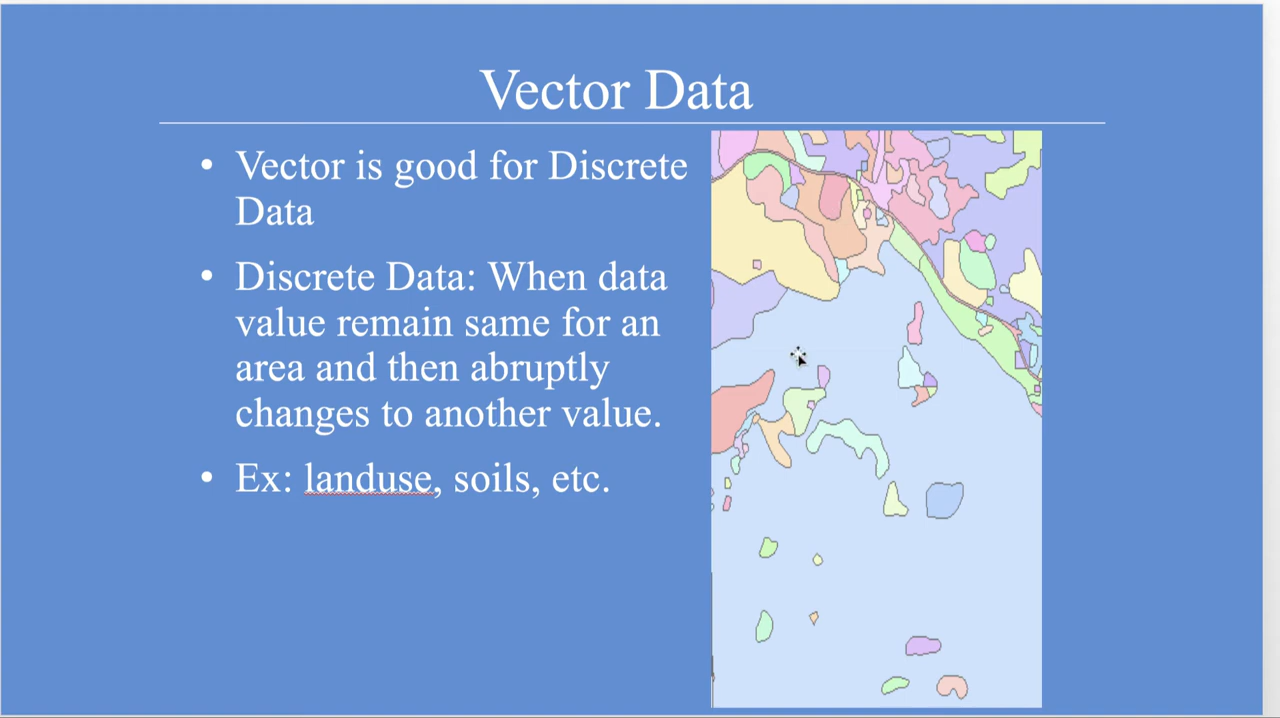 Vector Data
• Vector is good for Discrete
Data
• Discrete Data: When data
value remain same for an
area and then abruptly
changes to another value.
• Ex: landuse, soils, etc.